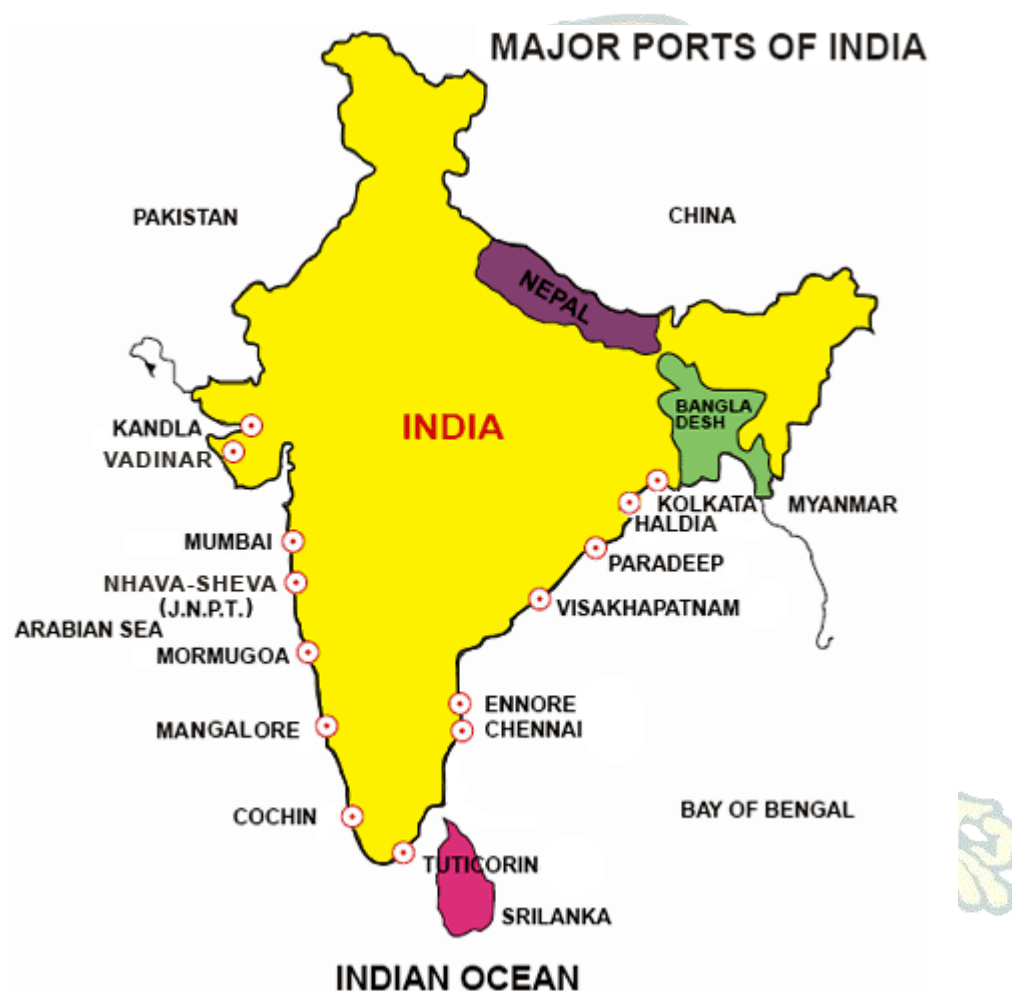 MAJOR PORTS OF INDIA
PAKISTAN
CHINA
NEPAL
BANGLA
DESH
INDIA
KANDLA
VADINAR
KOLKATA
MYANMAR
HALDIA
MUMBAI
PARADEEP
NHAVA-SHEVA
(J.N.P.T.)
VISAKHAPATNAM
ARABIAN SEA
MORMUGOA
ENNORE
MANGALORE
CHENNAI
COCHIN
BAY OF BENGAL
TUTICORIN
SRILANKA
INDIAN OCEAN